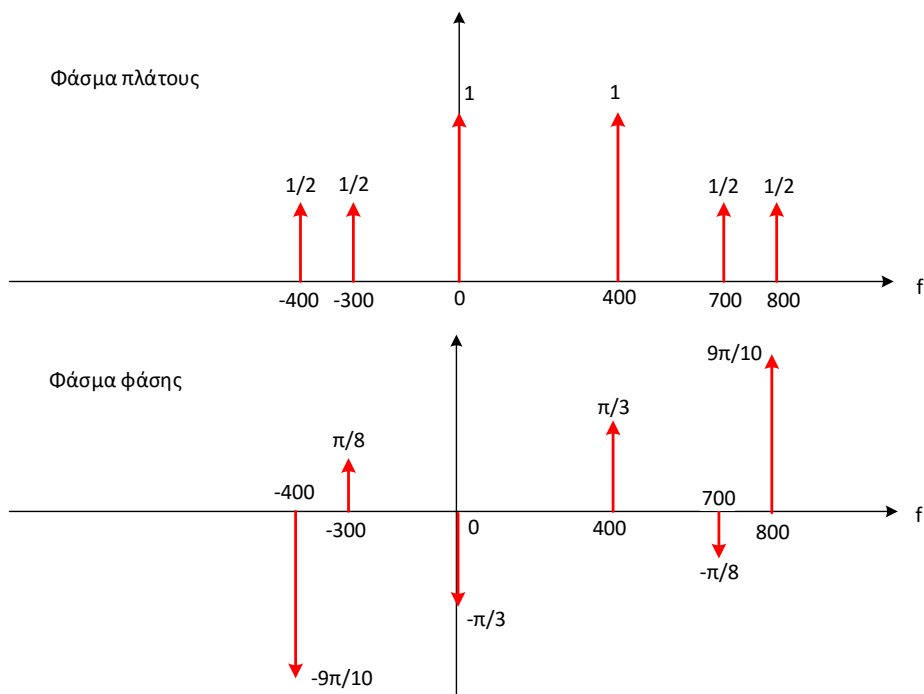 Φάσμα πλάτους
1 1
1/2 1/2 1/2 1/2
-400 -300 0 400 700 800 f
Φάσμα φάσης
9π/10
π/8 π/3
-400 700
-300 0 400 800 f
-π/3 -π/8
-9π/10